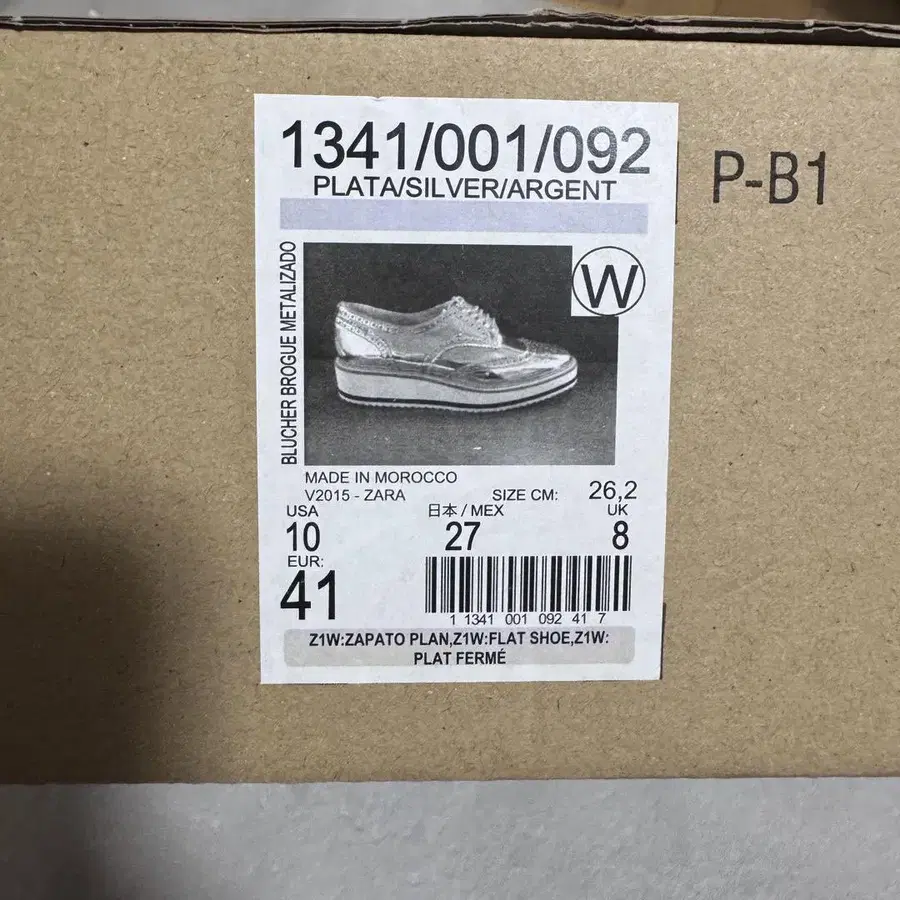 1341/001/092
PLATA/SILVER/ARGENT
P-B1
BLUCHER BROGUE METALIZADO
W
MADE IN MOROCCO
V2015 - ZARA
SIZE CM: 26,2
USA 日本 / MEX UK
10 27 8
EUR:
41
1 1341 001 092 41 7
Z1W:ZAPATO PLAN,Z1W:FLAT SHOE,Z1W:
PLAT FERMÉ